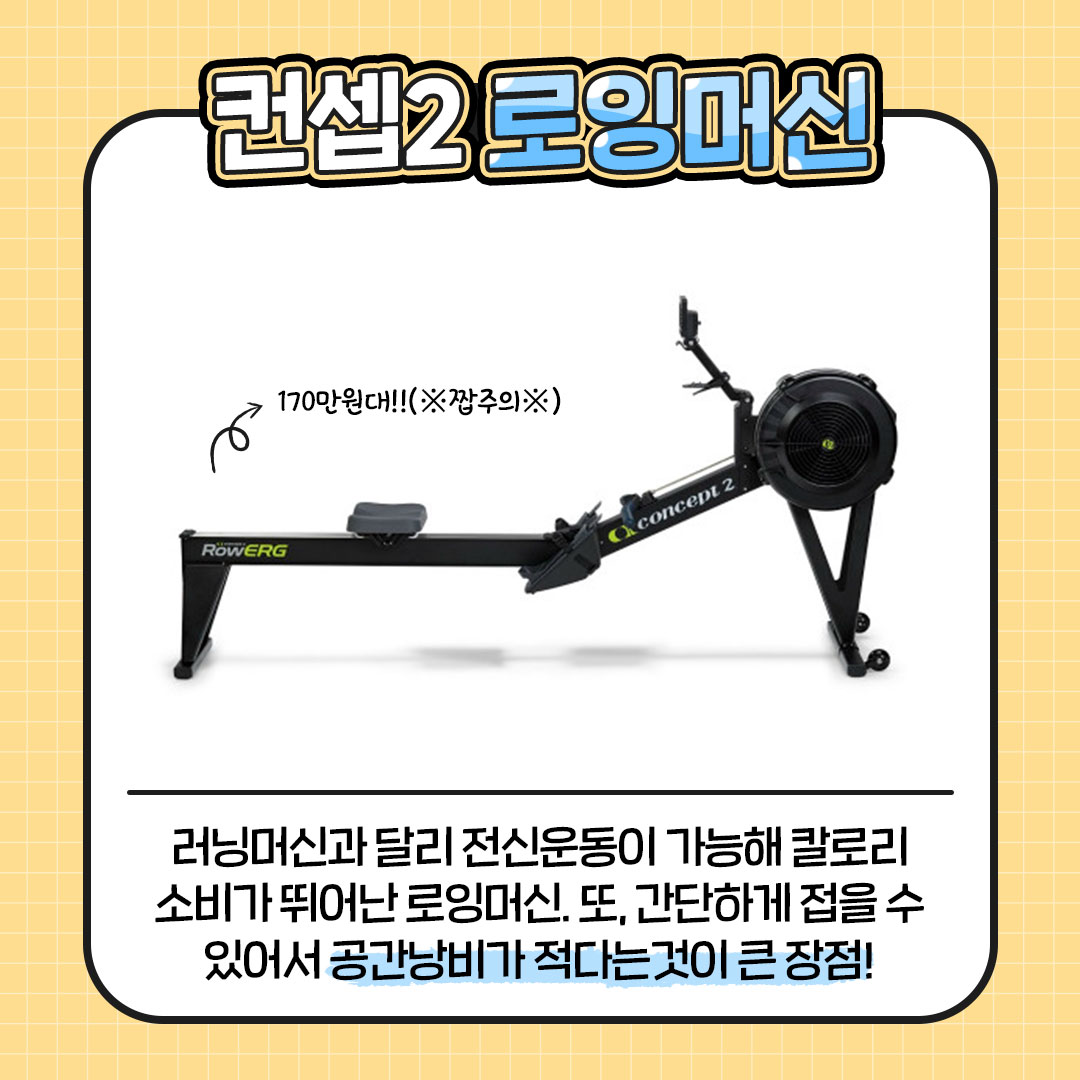 컨셉2 로잉머신
170만원대!!(※짭주의※)
concept 2
RowERG
러닝머신과 달리 전신운동이 가능해 칼로리
소비가 뛰어난 로잉머신. 또, 간단하게 접을 수
있어서 공간낭비가 적다는것이 큰 장점!